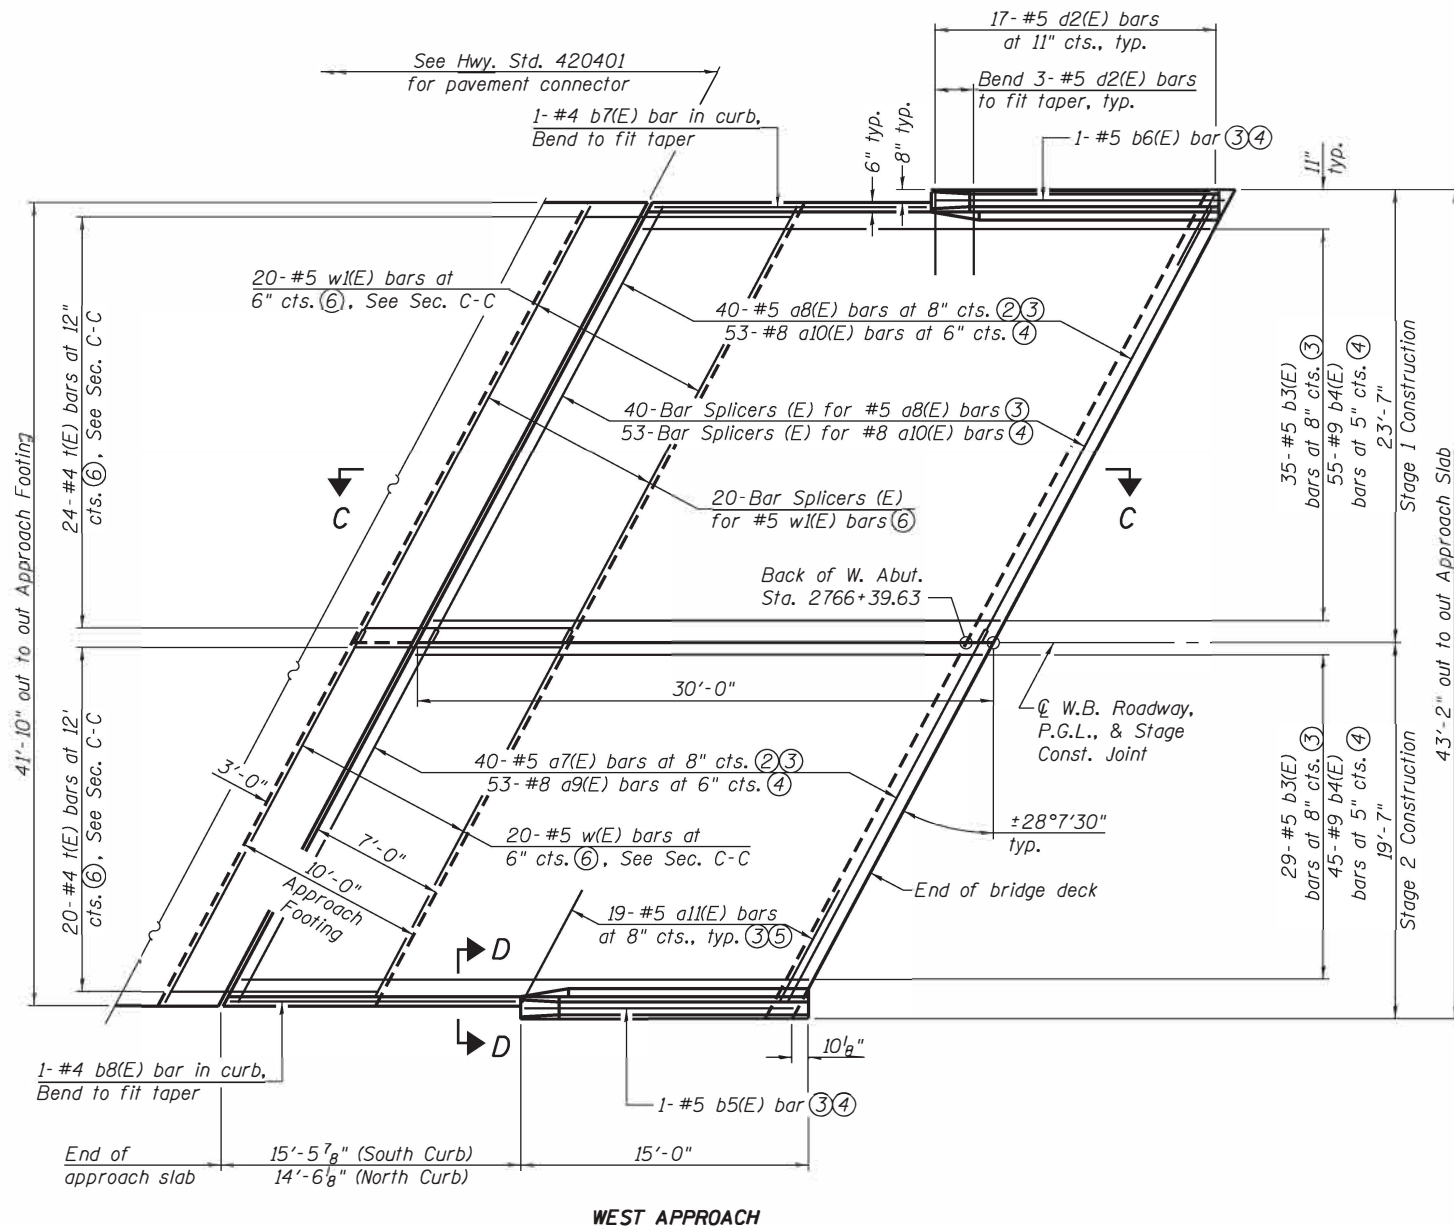 17-#5 d2(E) bars
at 11" cts., typ.
See Hwy. Std. 420401
for pavement connector
Bend 3-#5 d2(E) bars
to fit taper, typ.
1-#4 b7(E) bar in curb,
Bend to fit taper
6" typ.
8" typ.
1-#5 b6(E) bar ③④
11"
typ.
20-#5 w1(E) bars at
6" cts. ⑥, See Sec. C-C
40-#5 a8(E) bars at 8" cts. ②③
53-#8 a10(E) bars at 6" cts. ④
24-#4 t(E) bars at 12"
cts. ⑥, See Sec. C-C
40-Bar Splicers (E) for #5 a8(E) bars ③
53-Bar Splicers (E) for #8 a10(E) bars ④
35-#5 b3(E)
bars at 8" cts. ③
55-#9 b4(E)
bars at 5" cts. ④
23'-7"
Stage 1 Construction
41'-10" out to out Approach Footing
C
C
20-Bar Splicers (E)
for #5 w1(E) bars ⑥
Back of W. Abut.
Sta. 2766+39.63
43'-2" out to out Approach Slab
30'-0"
℄ W.B. Roadway,
P.G.L., & Stage
Const. Joint
20-#4 t(E) bars at 12'
cts. ⑥, See Sec. C-C
3'-0"
40-#5 a7(E) bars at 8" cts. ②③
53-#8 a9(E) bars at 6" cts. ④
29-#5 b3(E)
bars at 8" cts. ③
45-#9 b4(E)
bars at 5" cts. ④
19'-7"
Stage 2 Construction
±28°7'30"
typ.
7'-0"
20-#5 w(E) bars at
6" cts. ⑥, See Sec. C-C
10'-0"
Approach
Footing
End of bridge deck
19-#5 a11(E) bars
at 8" cts., typ. ③⑤
D
D
10⅛"
1-#4 b8(E) bar in curb,
Bend to fit taper
1-#5 b5(E) bar ③④
End of
approach slab
15'-5⅞" (South Curb)
14'-6⅛" (North Curb)
15'-0"
WEST APPROACH